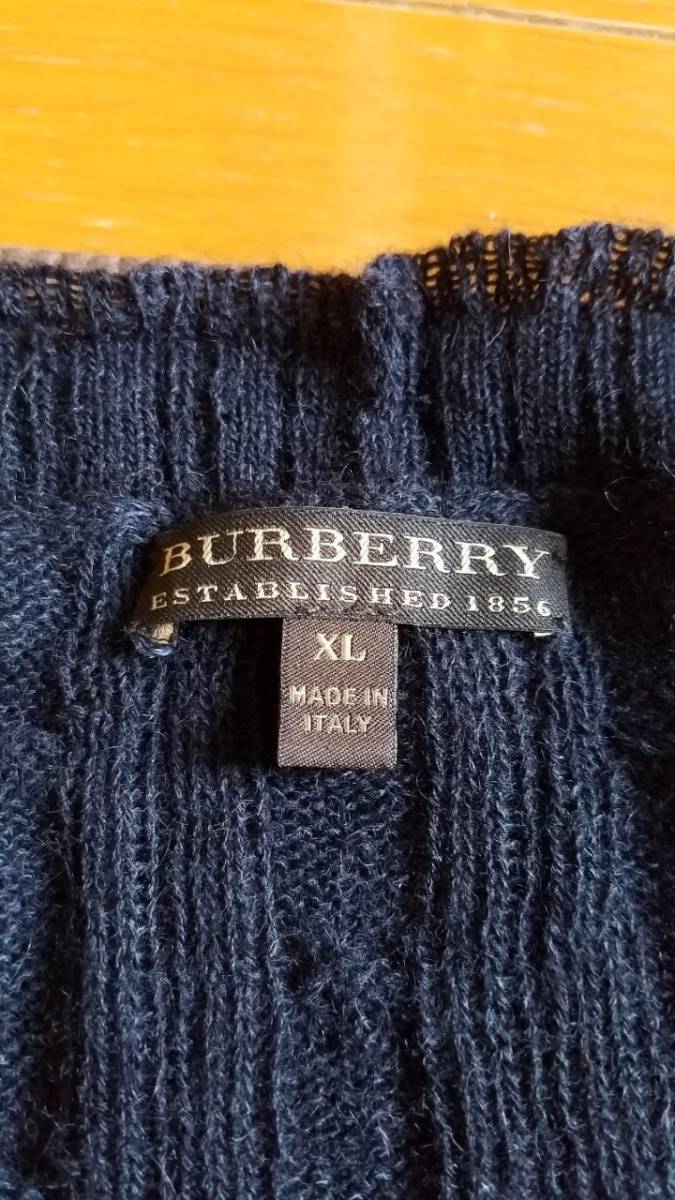 BURBERRY
ESTABLISHED 1856
XL
MADE IN
ITALY